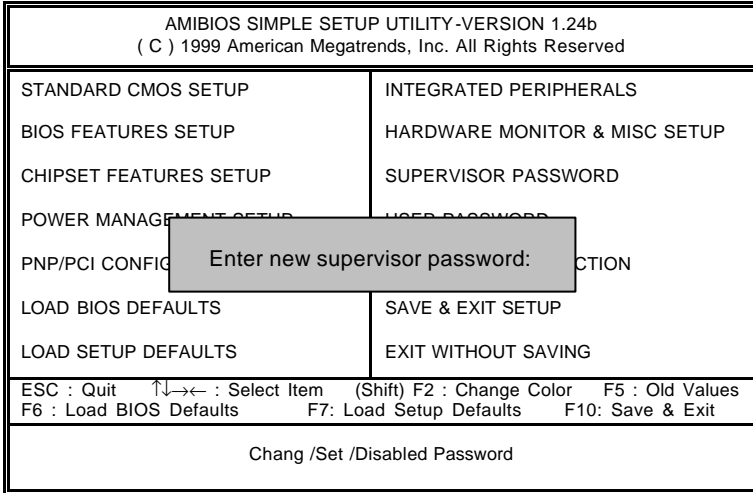 AMIBIOS SIMPLE SETUP UTILITY-VERSION 1.24b
( C ) 1999 American Megatrends, Inc. All Rights Reserved
STANDARD CMOS SETUP
BIOS FEATURES SETUP
CHIPSET FEATURES SETUP
POWER MANAGEMENT SETUP
PNP/PCI CONFIG
LOAD BIOS DEFAULTS
LOAD SETUP DEFAULTS
INTEGRATED PERIPHERALS
HARDWARE MONITOR & MISC SETUP
SUPERVISOR PASSWORD
USER PASSWORD
CTION
SAVE & EXIT SETUP
EXIT WITHOUT SAVING
Enter new supervisor password:
ESC : Quit ↑↓→← : Select Item (Shift) F2 : Change Color F5 : Old Values
F6 : Load BIOS Defaults F7: Load Setup Defaults F10: Save & Exit
Chang /Set /Disabled Password